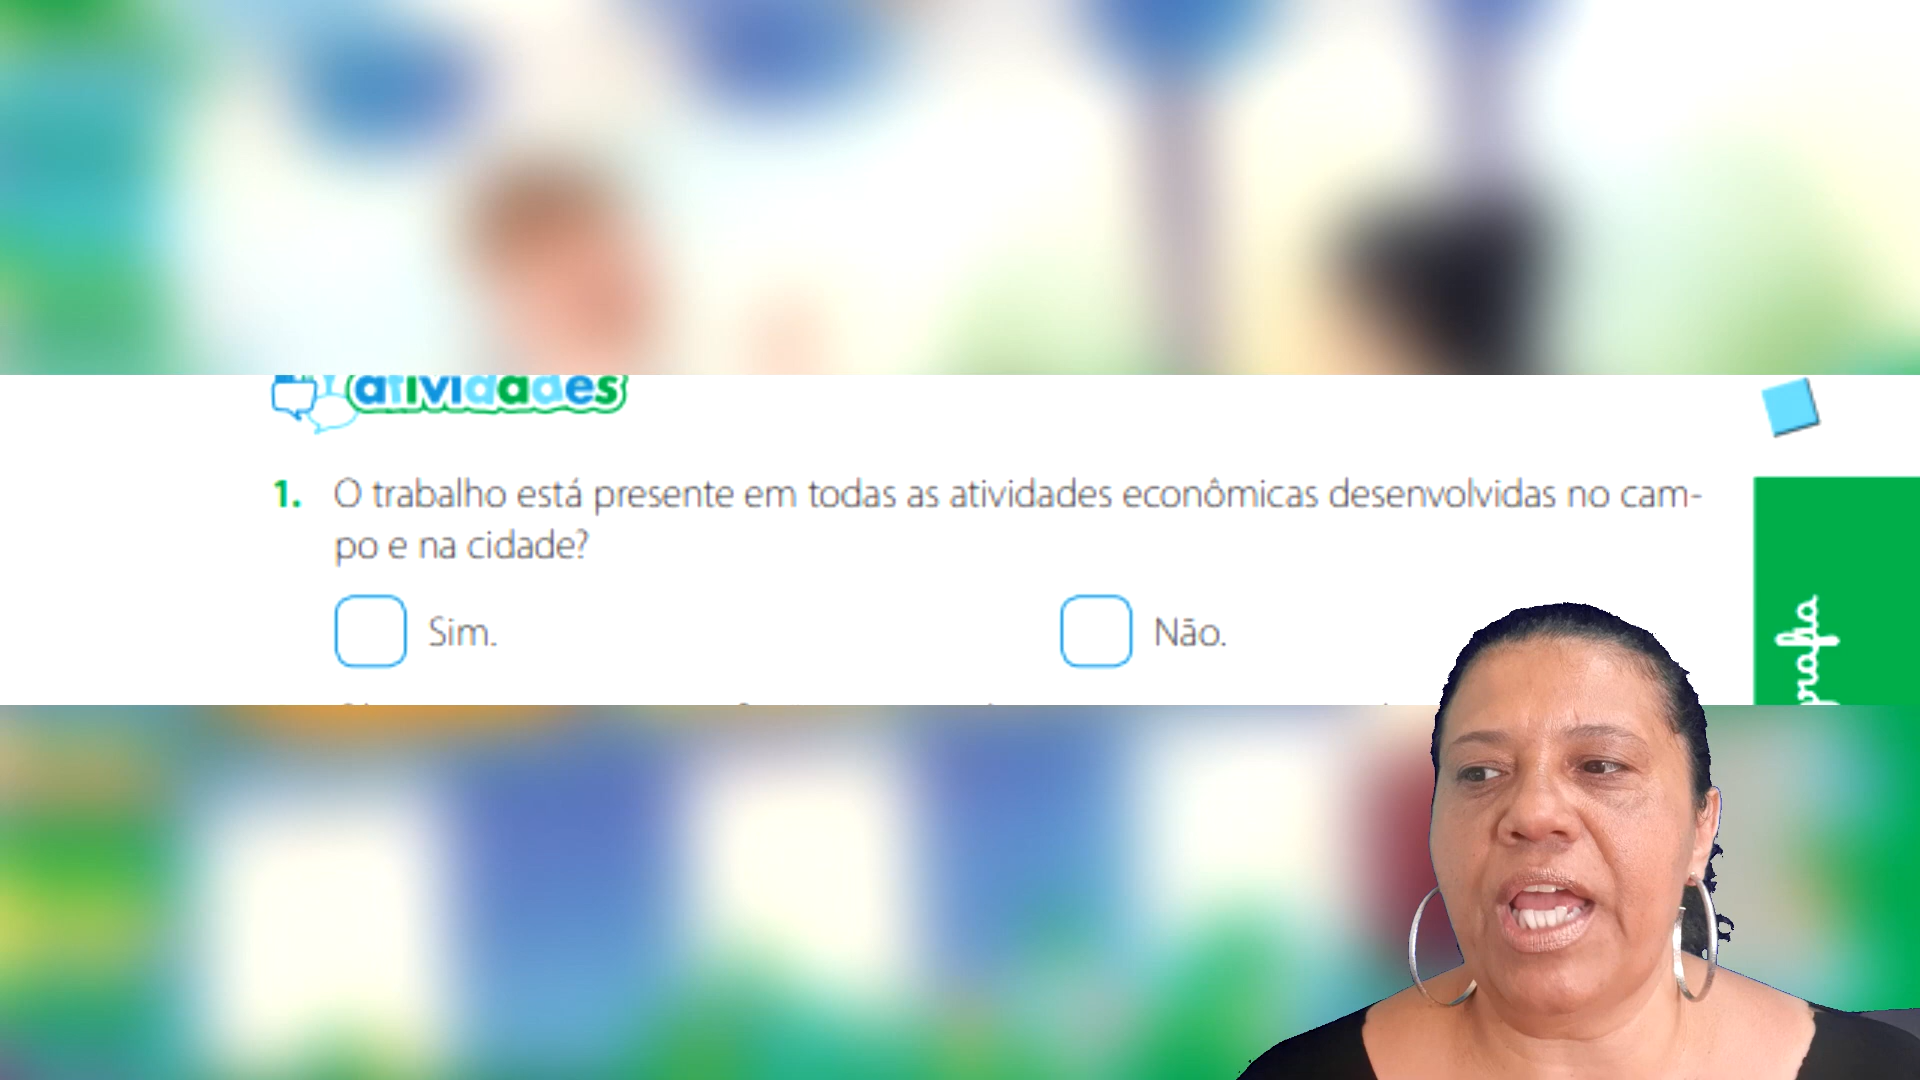 atividades
1. O trabalho está presente em todas as atividades econômicas desenvolvidas no cam-
po e na cidade?
Sim.
Não.